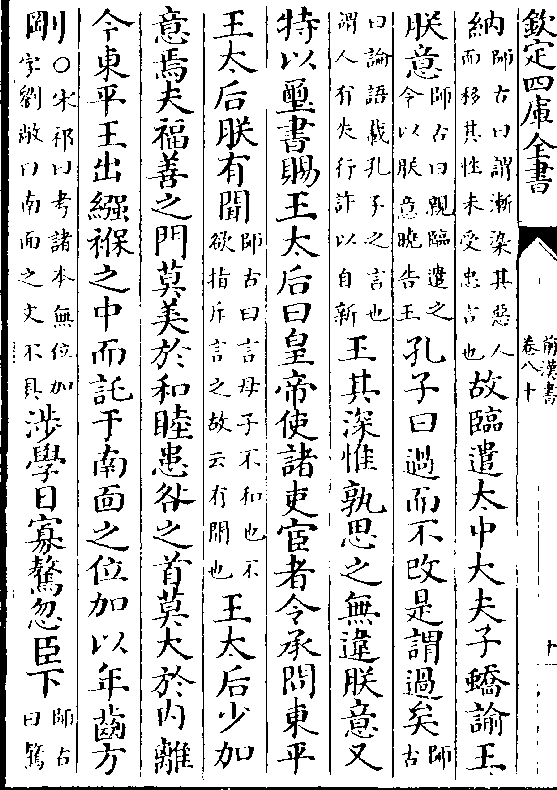 欽定四庫全書
前漢書
卷八十
十
納師古曰謂漸染其惡人而移其性未受忠言也故臨遣太中大夫子蟜諭王
朕意師古曰親臨遣之令以朕意曉告王孔子曰過而不改是謂過矣師古
曰論語載孔子之言也謂人有失行許以自新王其深惟孰思之無違朕意又
特以璽書賜王太后曰皇帝使諸吏宦者令承問東平
王太后朕有聞師古曰言母子不和也不欲指斥言之故云有聞也王太后少加
意焉夫福善之門莫美於和睦患咎之首莫大於内離
今東平王出繈褓之中而託于南面之位加以年齒方
剛○宋祁曰考諸本無位加字劉敞曰南面之文不具涉學日寡驁忽臣下師古曰驁